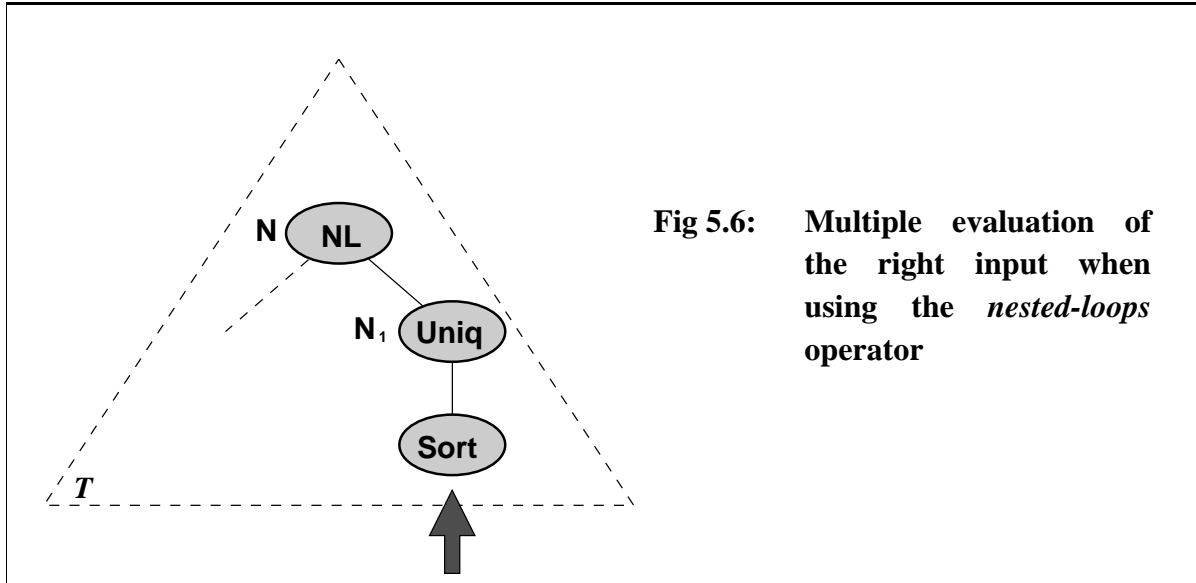 N NL
N₁ Uniq
Sort
T
Fig 5.6: Multiple evaluation of
the right input when
using the nested-loops
operator